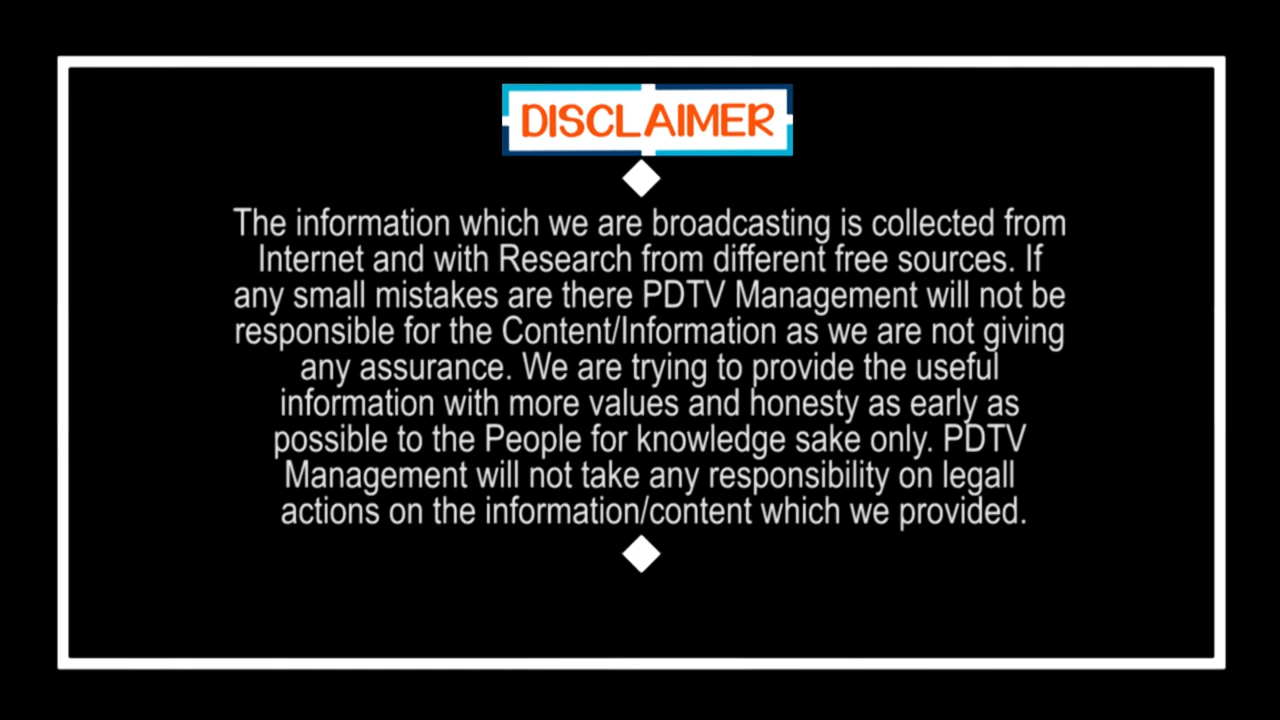 DISCLAIMER
The information which we are broadcasting is collected from
Internet and with Research from different free sources. If
any small mistakes are there PDTV Management will not be
responsible for the Content/Information as we are not giving
any assurance. We are trying to provide the useful
information with more values and honesty as early as
possible to the People for knowledge sake only. PDTV
Management will not take any responsibility on legall
actions on the information/content which we provided.